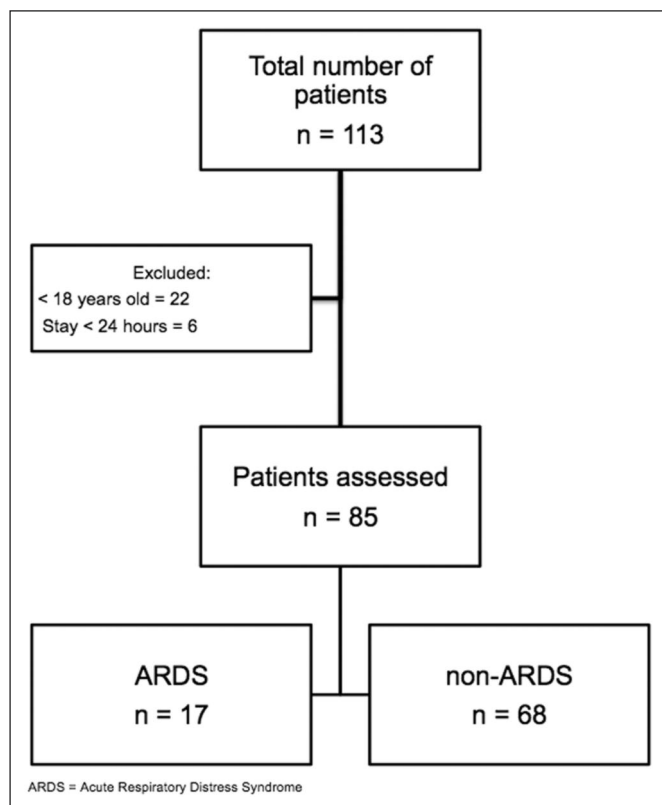 Total number of
patients
n = 113
Excluded:
< 18 years old = 22
Stay < 24 hours = 6
Patients assessed
n = 85
ARDS
n = 17
non-ARDS
n = 68
ARDS = Acute Respiratory Distress Syndrome